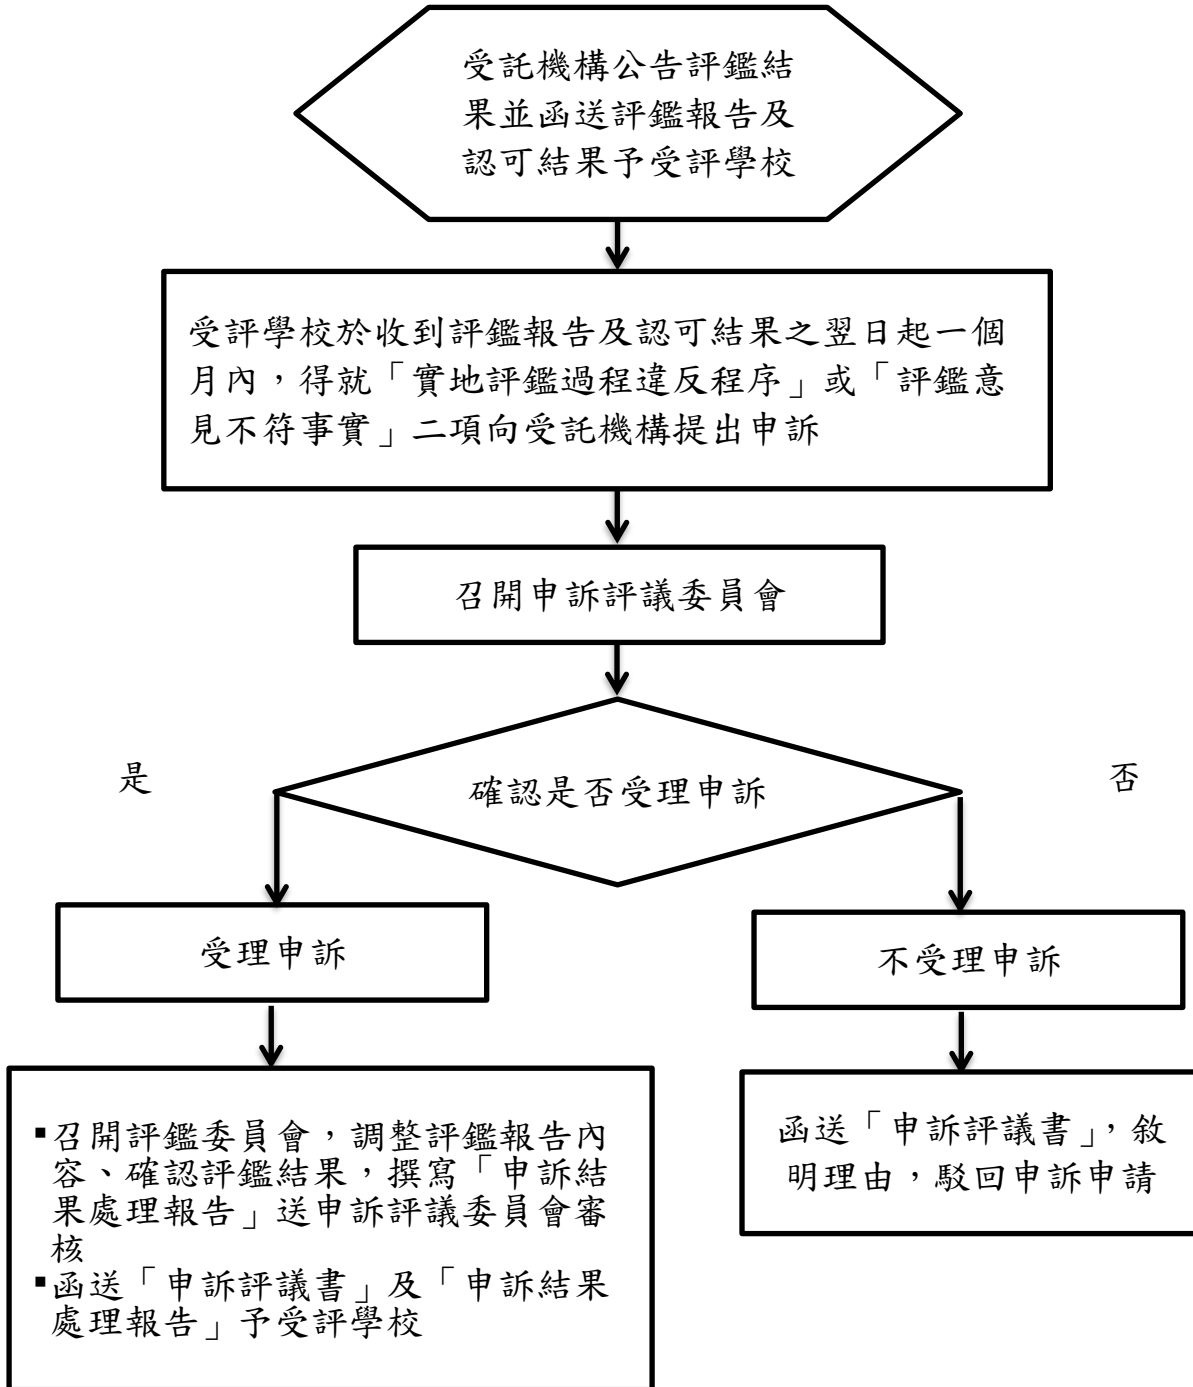 受託機構公告評鑑結
果並函送評鑑報告及
認可結果予受評學校
受評學校於收到評鑑報告及認可結果之翌日起一個
月內，得就「實地評鑑過程違反程序」或「評鑑意
見不符事實」二項向受託機構提出申訴
召開申訴評議委員會
是
確認是否受理申訴
否
受理申訴
不受理申訴
▪召開評鑑委員會，調整評鑑報告內
容、確認評鑑結果，撰寫「申訴結
果處理報告」送申訴評議委員會審
核
▪函送「申訴評議書」及「申訴結果
處理報告」予受評學校
函送「申訴評議書」，敘
明理由，駁回申訴申請